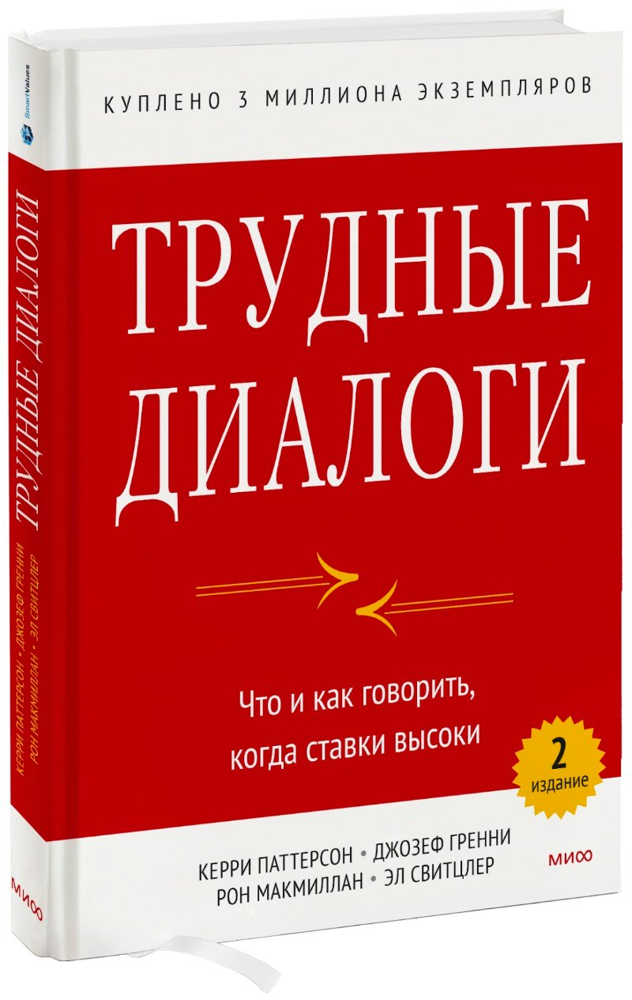 КУПЛЕНО 3 МИЛЛИОНА ЭКЗЕМПЛЯРОВ
ТРУДНЫЕ
ДИАЛОГИ
Что и как говорить,
когда ставки высоки
2
издание
КЕРРИ ПАТТЕРСОН • ДЖОЗЕФ ГРЕННИ
РОН МАКМИЛЛАН • ЭЛ СВИТЦЛЕР
МИФ
SmartValues
ТРУДНЫЕ ДИАЛОГИ
КЕРРИ ПАТТЕРСОН • ДЖОЗЕФ ГРЕННИ
РОН МАКМИЛЛАН • ЭЛ СВИТЦЛЕР
МИФ